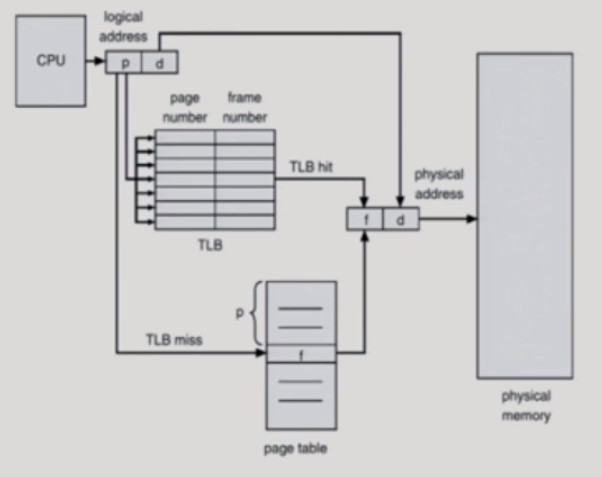 logical
address
CPU
p d
page frame
number number
TLB hit
physical
address
f d
TLB
p
TLB miss
f
physical
memory
page table